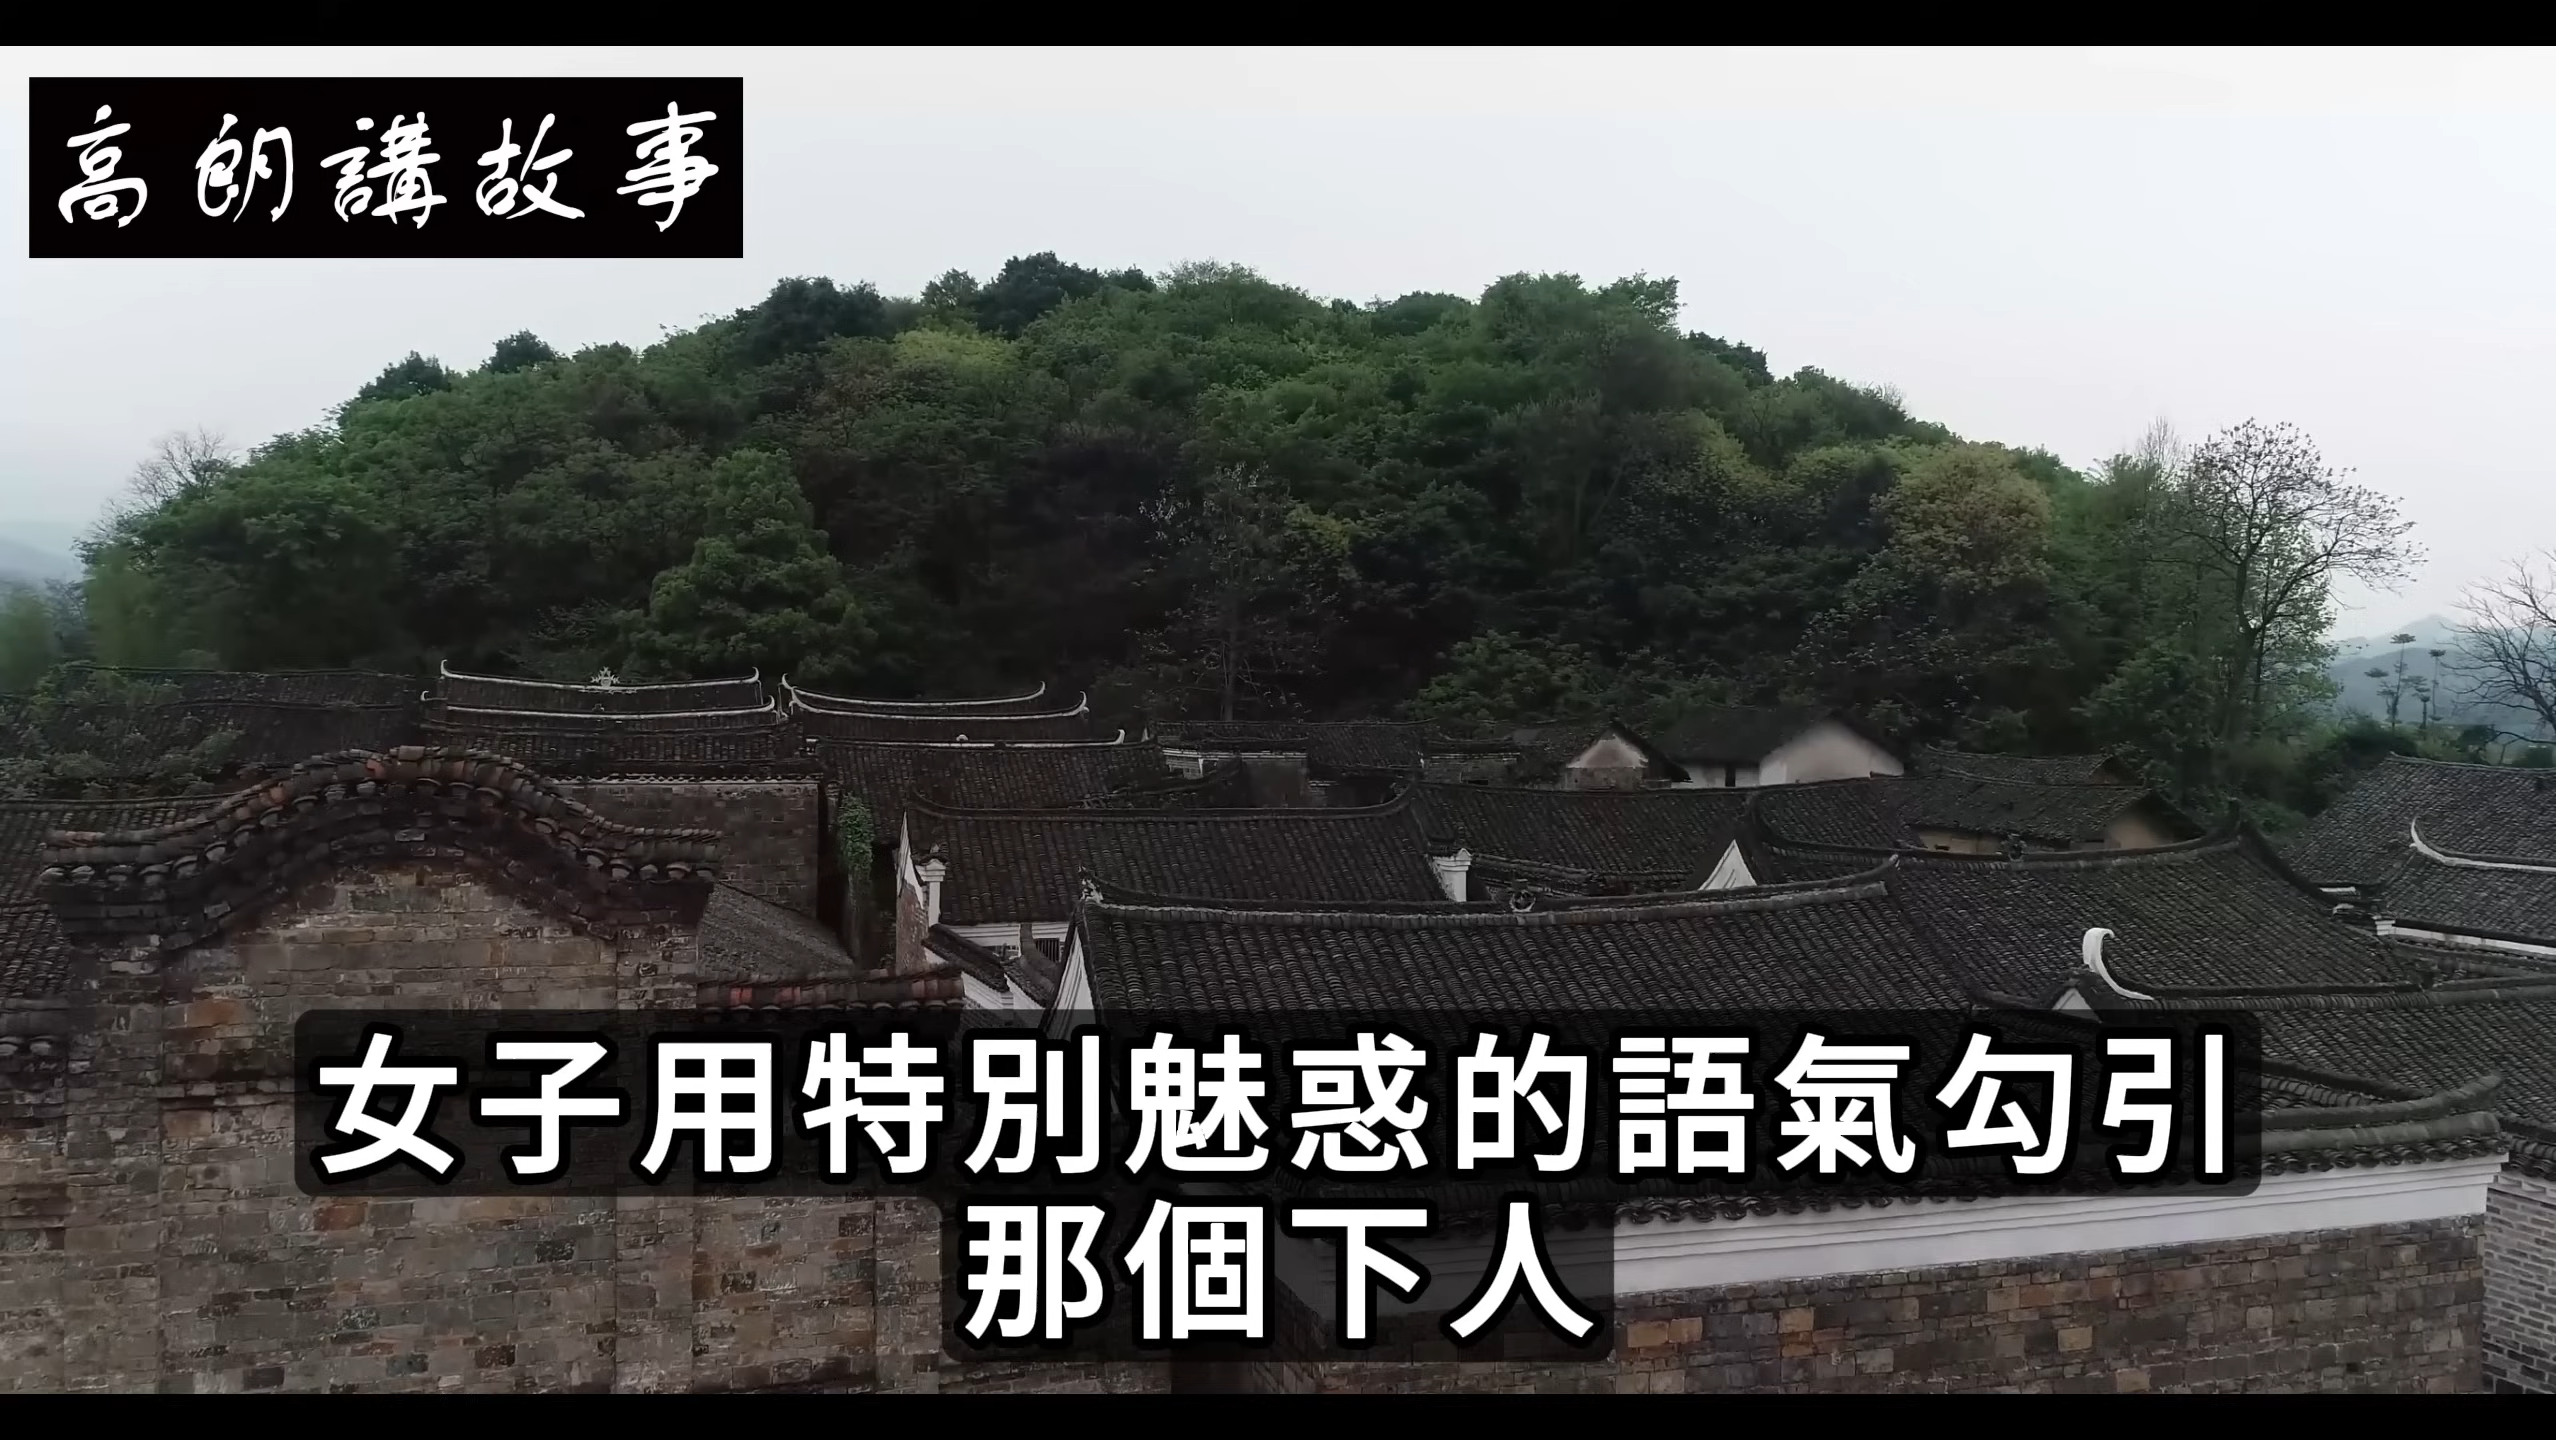 高朗講故事
女子用特別魅惑的語氣勾引
那個下人